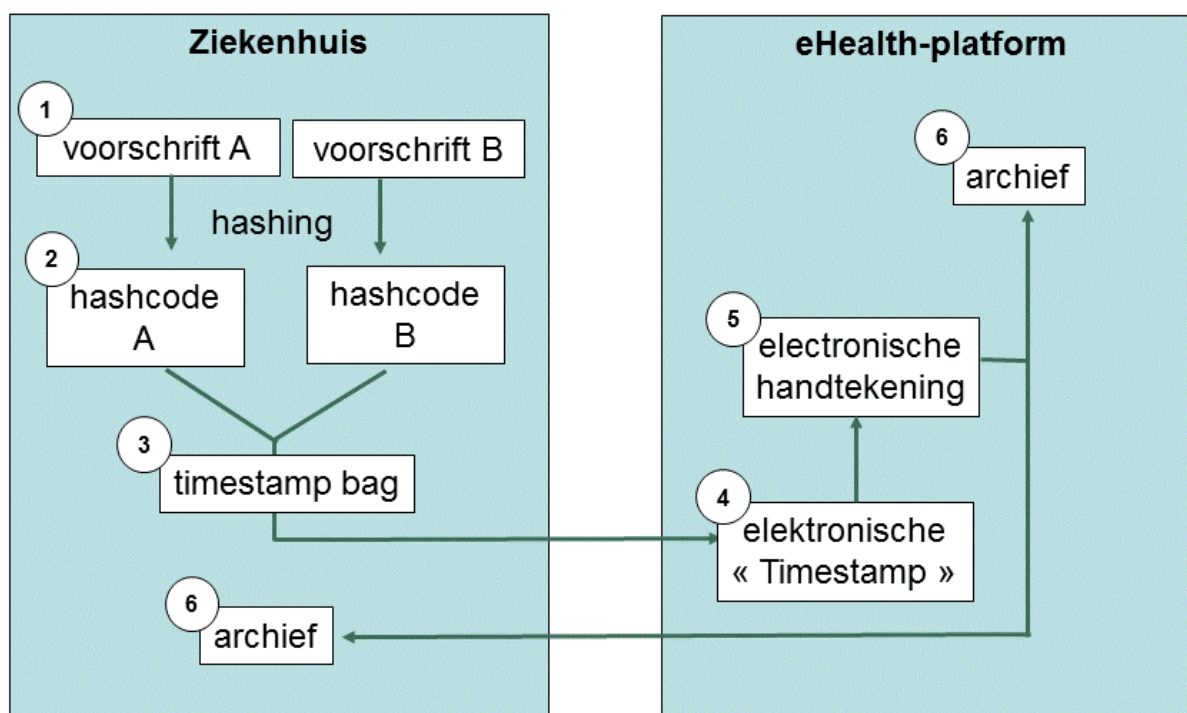 Ziekenhuis
1
voorschrift A
voorschrift B
hashing
2
hashcode
A
hashcode
B
3
timestamp bag
6
archief
eHealth-platform
6
archief
5
electronische
handtekening
4
elektronische
« Timestamp »